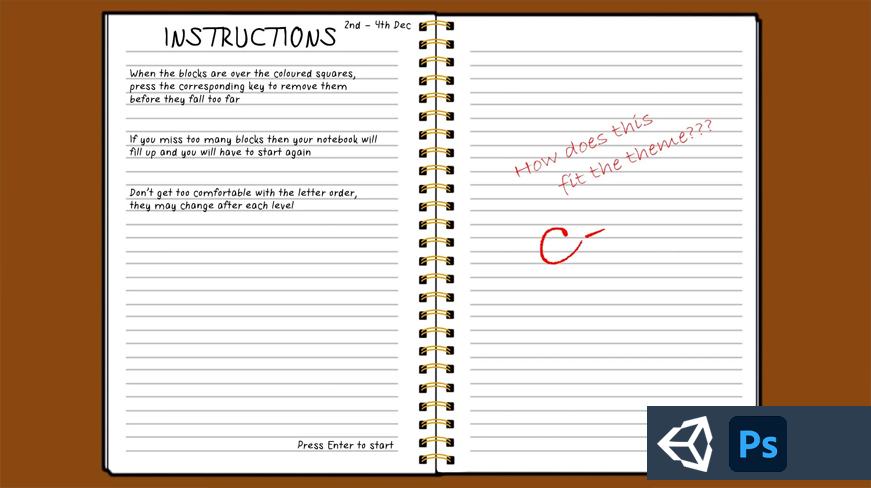 INSTRUCTIONS
2nd - 4th Dec
When the blocks are over the coloured squares,
press the corresponding key to remove them
before they fall too far
If you miss too many blocks then your notebook will
fill up and you will have to start again
Don't get too comfortable with the letter order,
they may change after each level
Press Enter to start
How does this
fit the theme???
C-
Ps